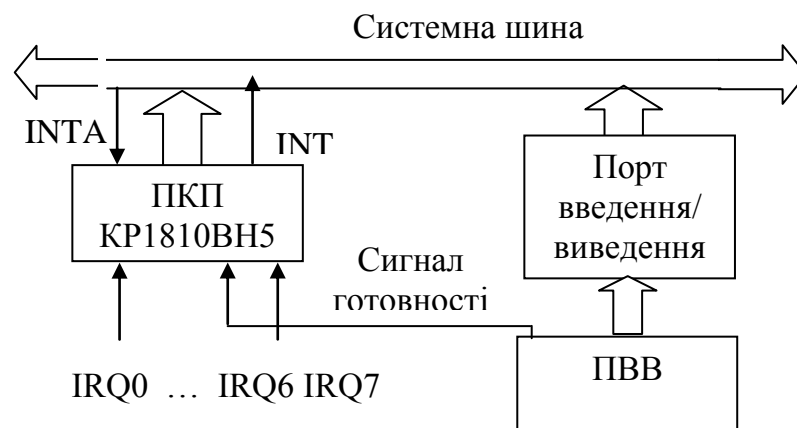 Системна шина
INTA
INT
ПКП
КР1810ВН5
Порт
введення/
виведення
Сигнал
готовності
ПВВ
IRQ0 … IRQ6 IRQ7